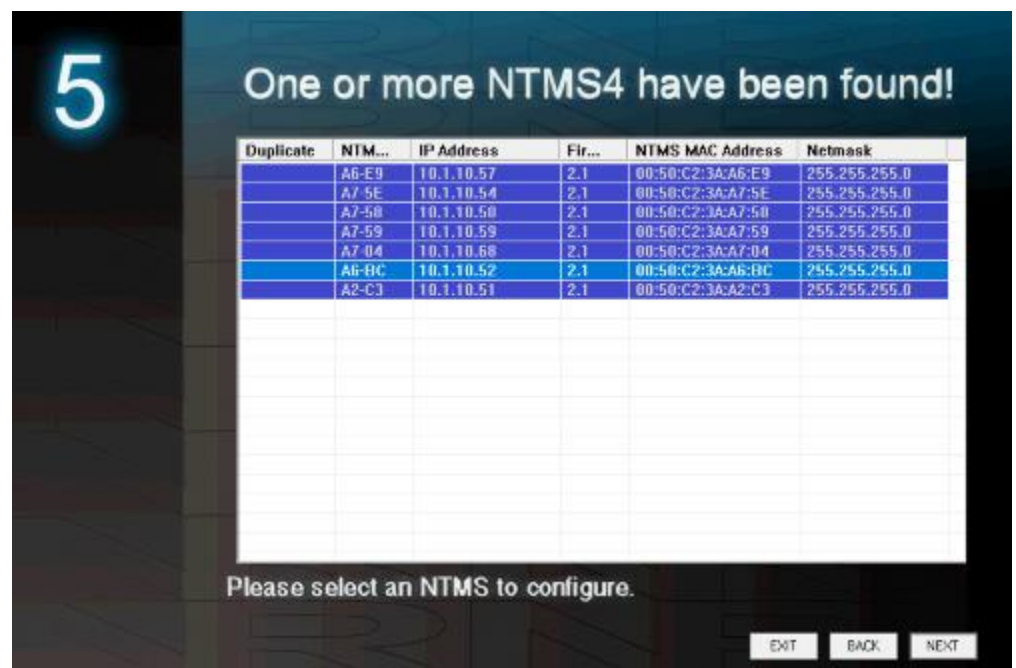 5
One or more NTMS4 have been found!
Duplicate NTM... IP Address Fir... NTMS MAC Address Netmask
A6-E9 10.1.10.57 2.1 00:50:C2:3A:A6:E9 255.255.255.0
A7-5E 10.1.10.54 2.1 00:50:C2:3A:A7:5E 255.255.255.0
A7-58 10.1.10.58 2.1 00:50:C2:3A:A7:58 255.255.255.0
A7-59 10.1.10.59 2.1 00:50:C2:3A:A7:59 255.255.255.0
A7-04 10.1.10.68 2.1 00:50:C2:3A:A7:04 255.255.255.0
A6-BC 10.1.10.52 2.1 00:50:C2:3A:A6:BC 255.255.255.0
A2-C3 10.1.10.51 2.1 00:50:C2:3A:A2:C3 255.255.255.0
Please select an NTMS to configure.
EXIT BACK NEXT